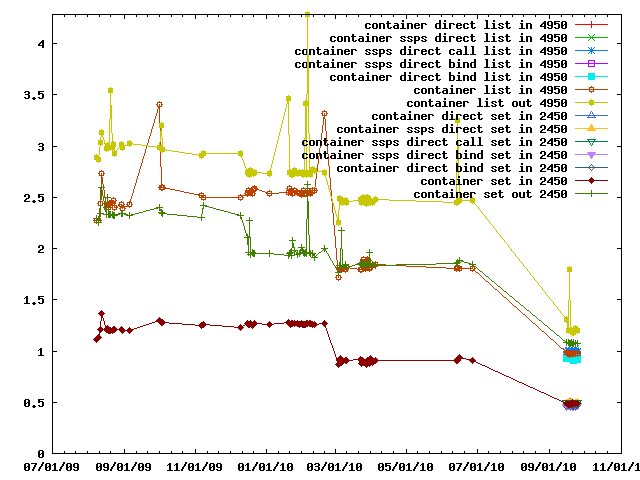 4
container direct list in 4950
container ssps direct list in 4950
container ssps direct call list in 4950
container ssps direct bind list in 4950
container direct bind list in 4950
container list in 4950
container list out 4950
container direct set in 2450
container ssps direct set in 2450
container ssps direct call set in 2450
container ssps direct bind set in 2450
container direct bind set in 2450
container set in 2450
container set out 2450
3.5
3
2.5
2
1.5
1
0.5
0
07/01/09 09/01/09 11/01/09 01/01/10 03/01/10 05/01/10 07/01/10 09/01/10 11/01/1